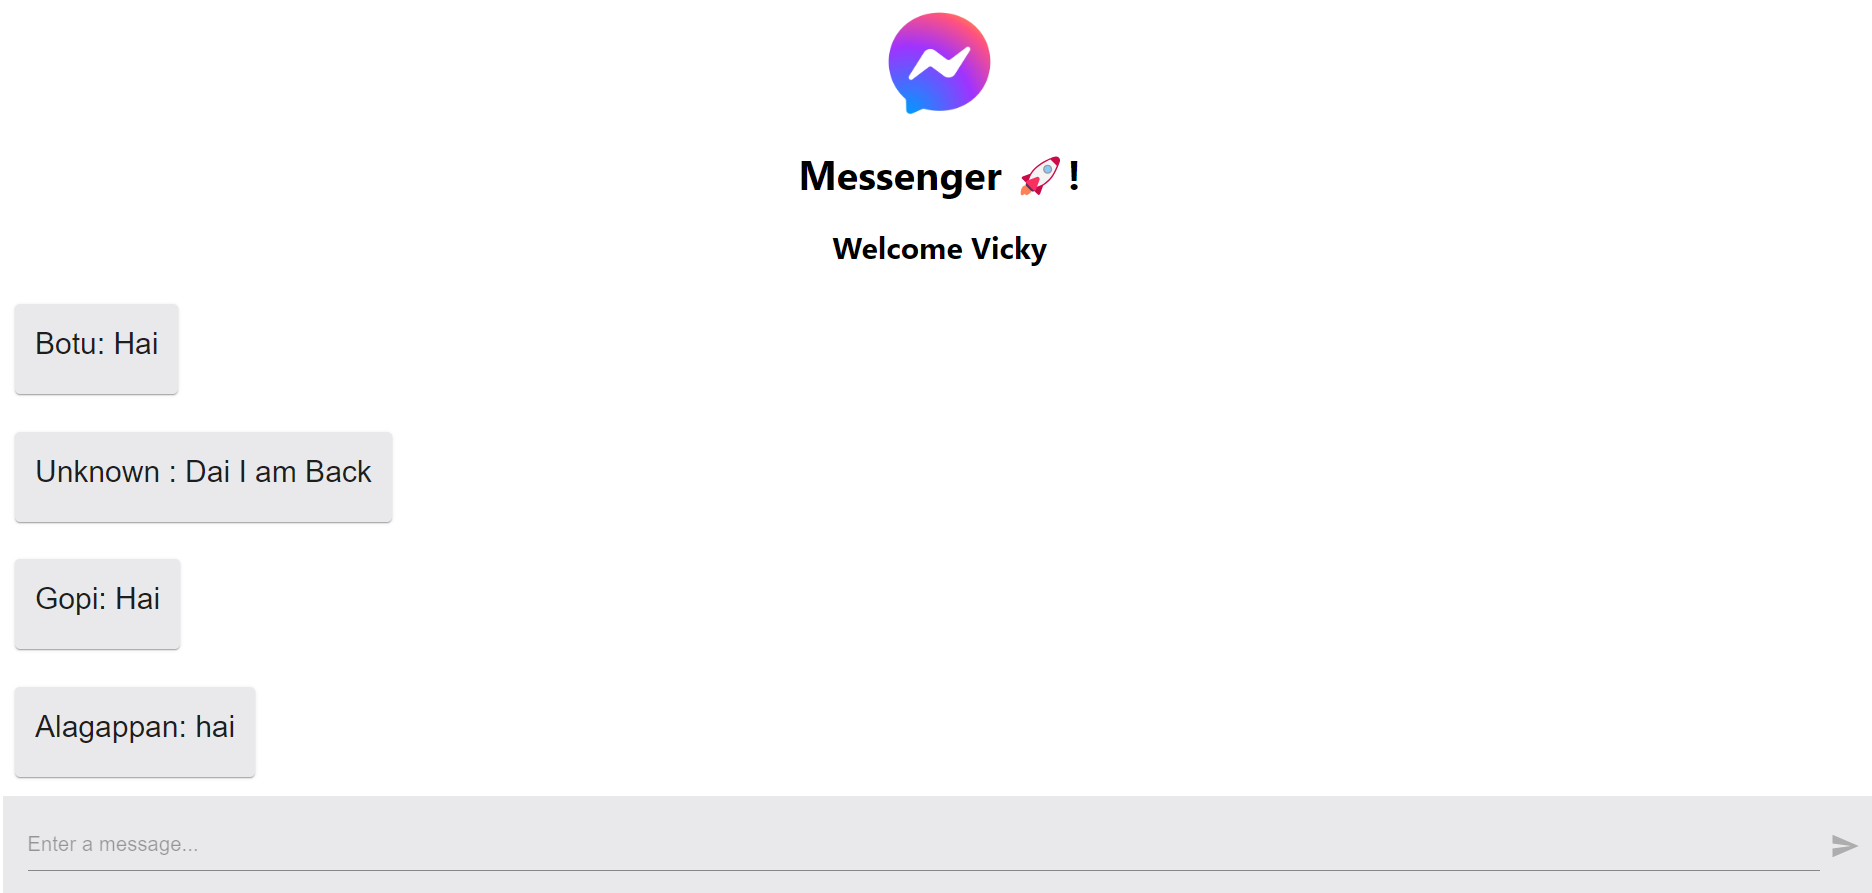 Messenger 🚀!
Welcome Vicky
Botu: Hai
Unknown : Dai I am Back
Gopi: Hai
Alagappan: hai
Enter a message...